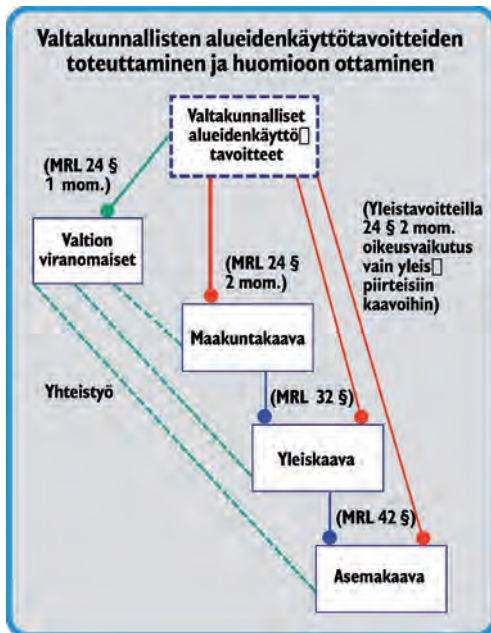 Valtakunnallisten alueidenkäyttötavoitteiden
toteuttaminen ja huomioon ottaminen
Valtakunnalliset
alueidenkäyttö□
tavoitteet
(MRL 24 §
1 mom.)
(Yleistavoitteilla
24 § 2 mom.
oikeusvaikutus
vain yleis□
piirteisiin
kaavoihin)
Valtion
viranomaiset
(MRL 24 §
2 mom.)
Maakuntakaava
Yhteistyö
(MRL 32 §)
Yleiskaava
(MRL 42 §)
Asemakaava